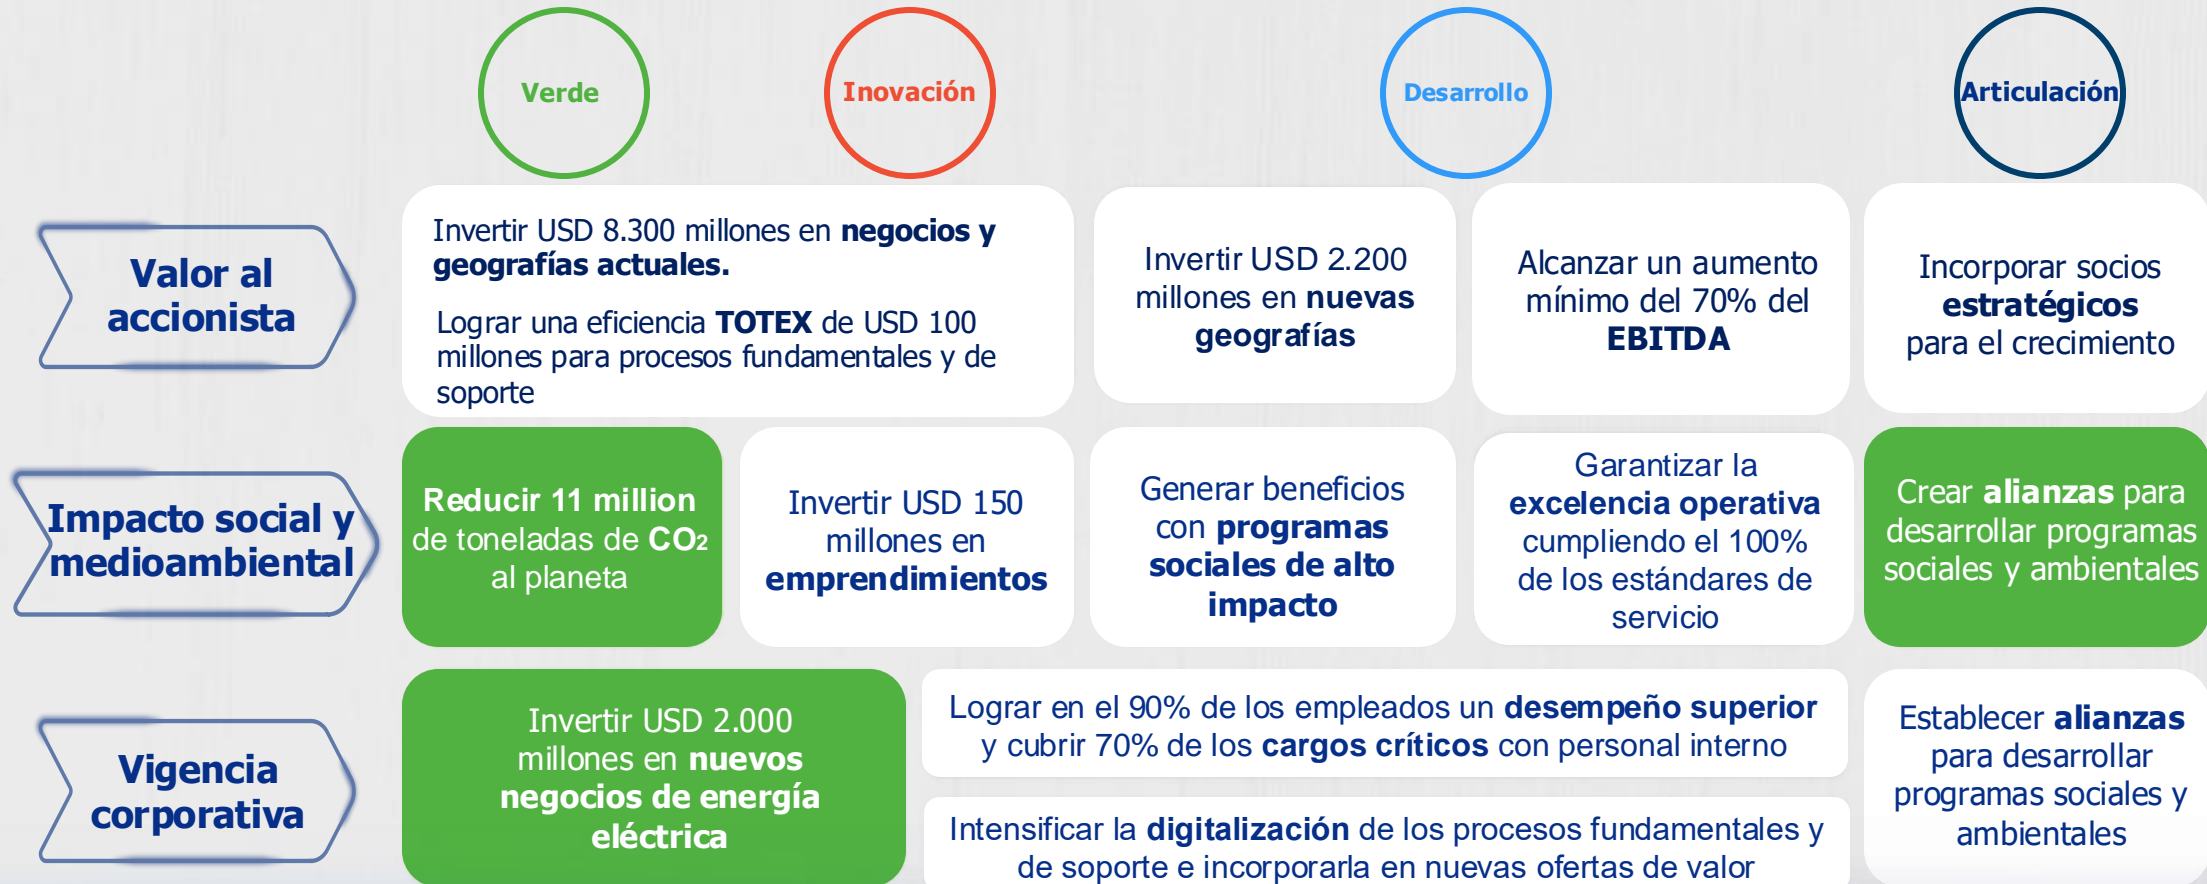 Verde
Inovación
Desarrollo
Articulación
Valor al
accionista
Invertir USD 8.300 millones en negocios y
geografías actuales.
Lograr una eficiencia TOTEX de USD 100
millones para procesos fundamentales y de
soporte
Invertir USD 2.200
millones en nuevas
geografías
Alcanzar un aumento
mínimo del 70% del
EBITDA
Incorporar socios
estratégicos
para el crecimiento
Impacto social y
medioambiental
Reducir 11 million
de toneladas de CO2
al planeta
Invertir USD 150
millones en
emprendimientos
Generar beneficios
con programas
sociales de alto
impacto
Garantizar la
excelencia operativa
cumpliendo el 100%
de los estándares de
servicio
Crear alianzas para
desarrollar programas
sociales y ambientales
Vigencia
corporativa
Invertir USD 2.000
millones en nuevos
negocios de energía
eléctrica
Lograr en el 90% de los empleados un desempeño superior
y cubrir 70% de los cargos críticos con personal interno
Intensificar la digitalización de los procesos fundamentales y
de soporte e incorporarla en nuevas ofertas de valor
Establecer alianzas
para desarrollar
programas sociales y
ambientales